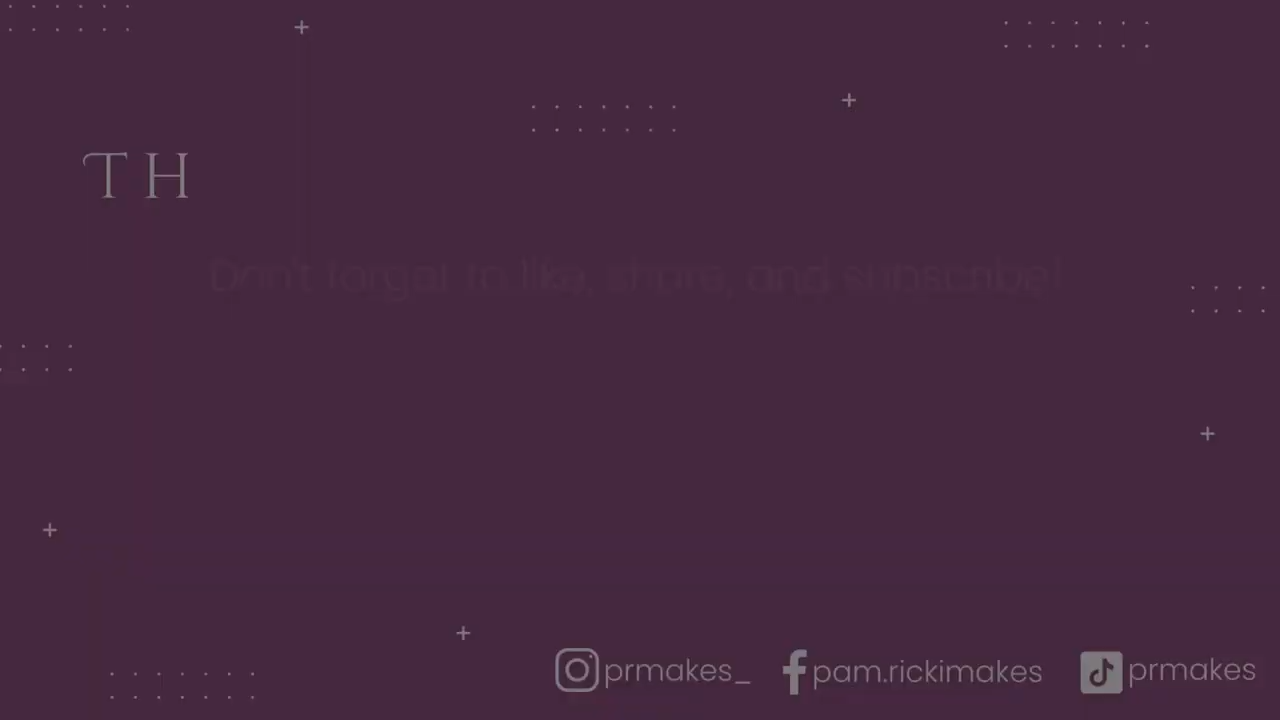 TH
Don't forget to like, share, and subscribe!
prmakes_ pam.rickimakes prmakes